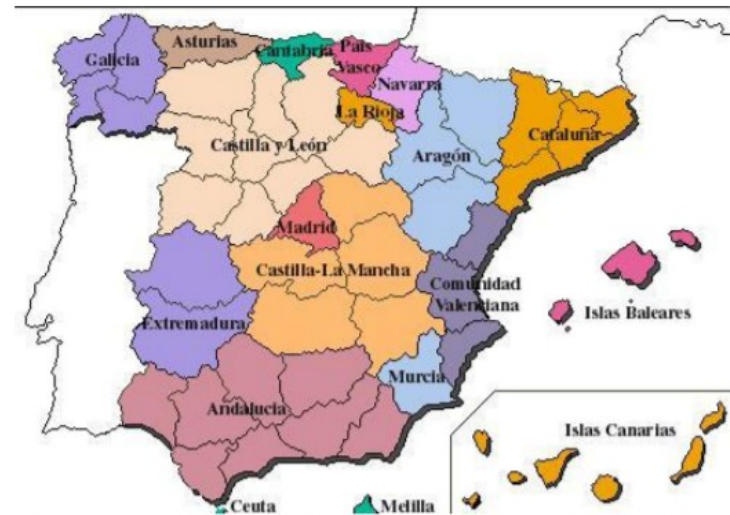 Asturias
Cantabria
País
Vasco
Galicia
Navarra
La Rioja
Cataluña
Castilla y León
Aragón
Madrid
Castilla-La Mancha
Comunidad
Valenciana
Islas Baleares
Extremadura
Murcia
Andalucia
Islas Canarias
Ceuta
Melilla